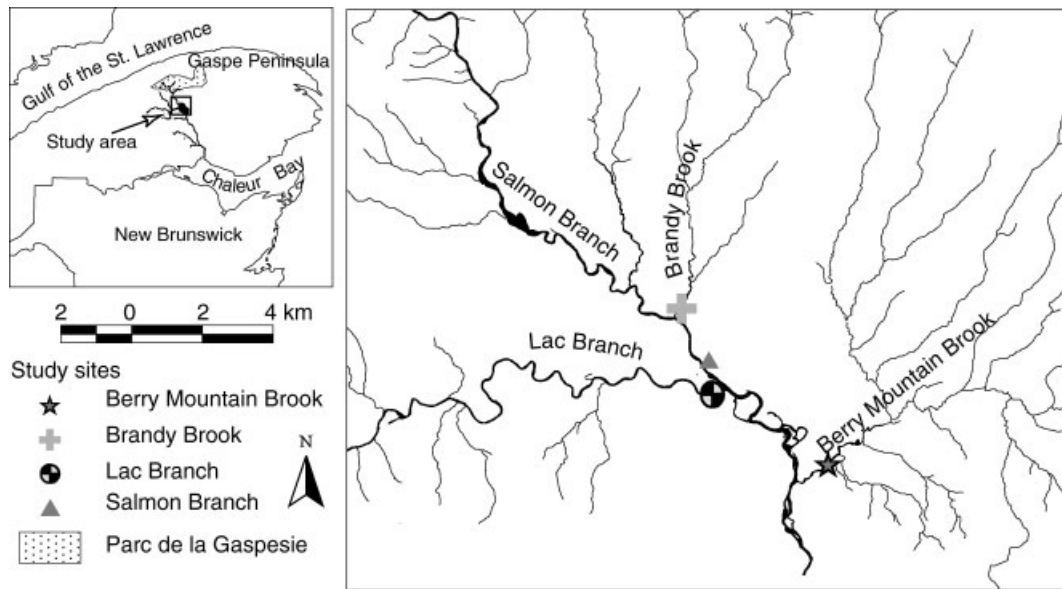 Gulf of the St. Lawrence
Gaspe Peninsula
Study area
Chaleur Bay
New Brunswick
2 0 2 4 km
Study sites
Berry Mountain Brook
Brandy Brook
N
Lac Branch
Salmon Branch
Parc de la Gaspesie
Salmon Branch
Brandy Brook
Lac Branch
Berry Mountain Brook